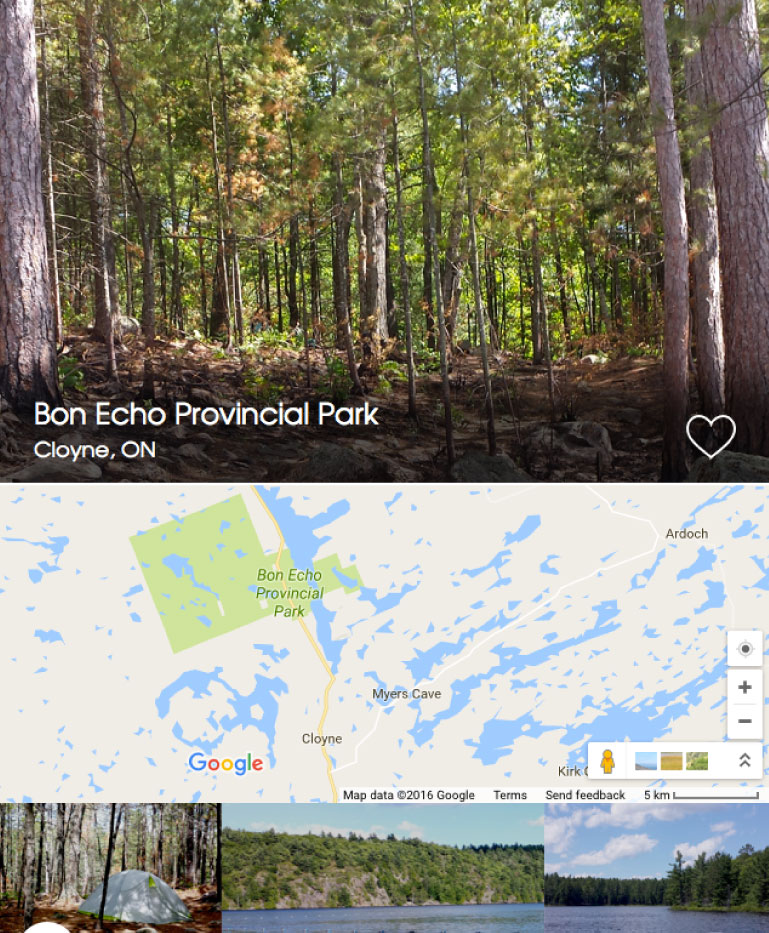 Bon Echo Provincial Park
Cloyne, ON
Ardoch
Bon Echo
Provincial
Park
Myers Cave
Cloyne
Google
Kirk
Map data ©2016 Google Terms Send feedback 5 km